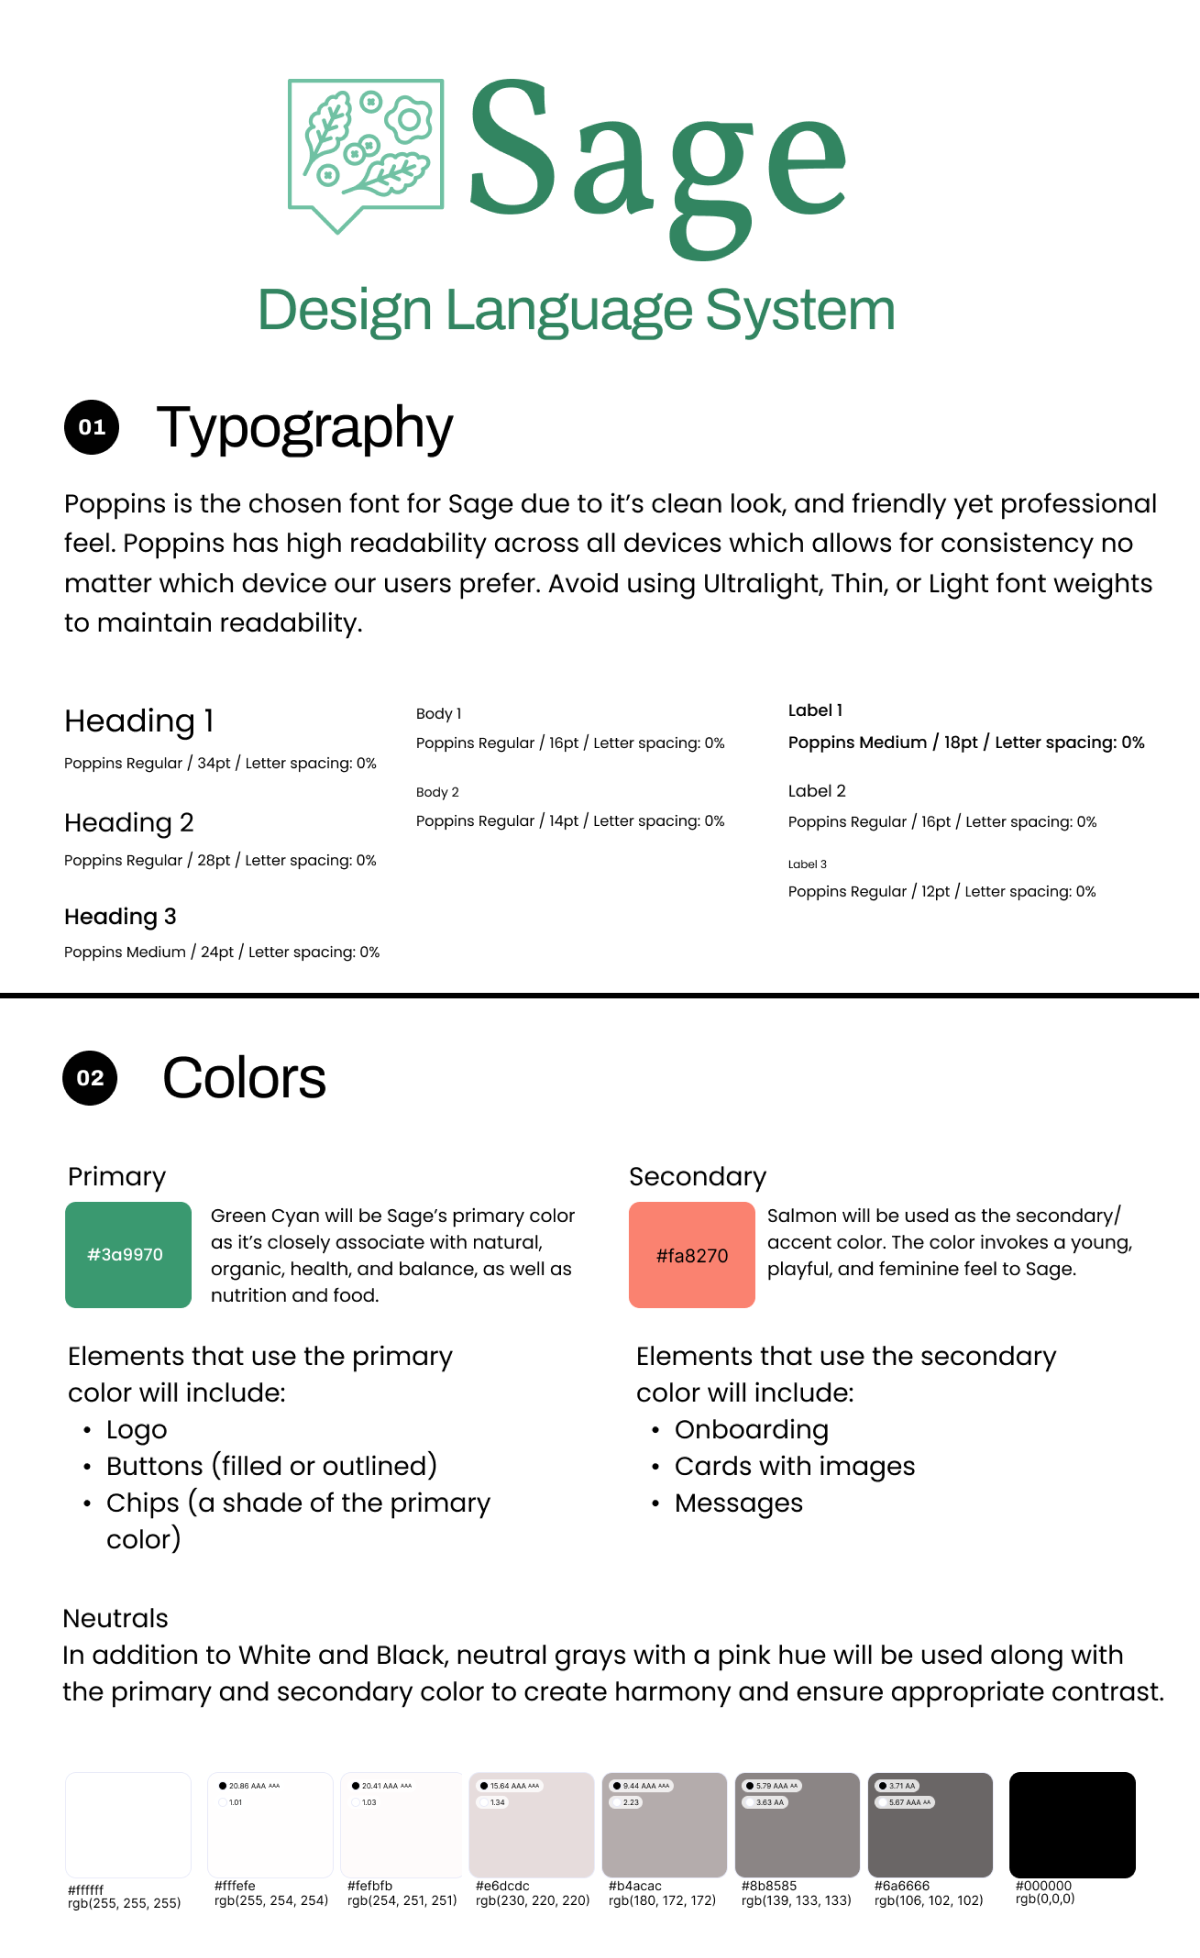 Sage
Design Language System
01 Typography
Poppins is the chosen font for Sage due to it’s clean look, and friendly yet professional
feel. Poppins has high readability across all devices which allows for consistency no
matter which device our users prefer. Avoid using Ultralight, Thin, or Light font weights
to maintain readability.
Heading 1
Poppins Regular / 34pt / Letter spacing: 0%
Heading 2
Poppins Regular / 28pt / Letter spacing: 0%
Heading 3
Poppins Medium / 24pt / Letter spacing: 0%
Body 1
Poppins Regular / 16pt / Letter spacing: 0%
Body 2
Poppins Regular / 14pt / Letter spacing: 0%
Label 1
Poppins Medium / 18pt / Letter spacing: 0%
Label 2
Poppins Regular / 16pt / Letter spacing: 0%
Label 3
Poppins Regular / 12pt / Letter spacing: 0%
02 Colors
Primary
#3a9970
Green Cyan will be Sage’s primary color
as it’s closely associate with natural,
organic, health, and balance, as well as
nutrition and food.
Elements that use the primary
color will include:
• Logo
• Buttons (filled or outlined)
• Chips (a shade of the primary
color)
Secondary
#fa8270
Salmon will be used as the secondary/
accent color. The color invokes a young,
playful, and feminine feel to Sage.
Elements that use the secondary
color will include:
• Onboarding
• Cards with images
• Messages
Neutrals
In addition to White and Black, neutral grays with a pink hue will be used along with
the primary and secondary color to create harmony and ensure appropriate contrast.
#ffffff
rgb(255, 255, 255)
20.86 AAA AAA
1.01
#fffefe
rgb(255, 254, 254)
20.41 AAA AAA
1.03
#fefbfb
rgb(254, 251, 251)
15.64 AAA AAA
1.34
#e6dcdc
rgb(230, 220, 220)
9.44 AAA AAA
2.23
#b4acac
rgb(180, 172, 172)
5.79 AAA AA
3.63 AA
#8b8585
rgb(139, 133, 133)
3.71 AA
5.67 AAA AA
#6a6666
rgb(106, 102, 102)
#000000
rgb(0,0,0)